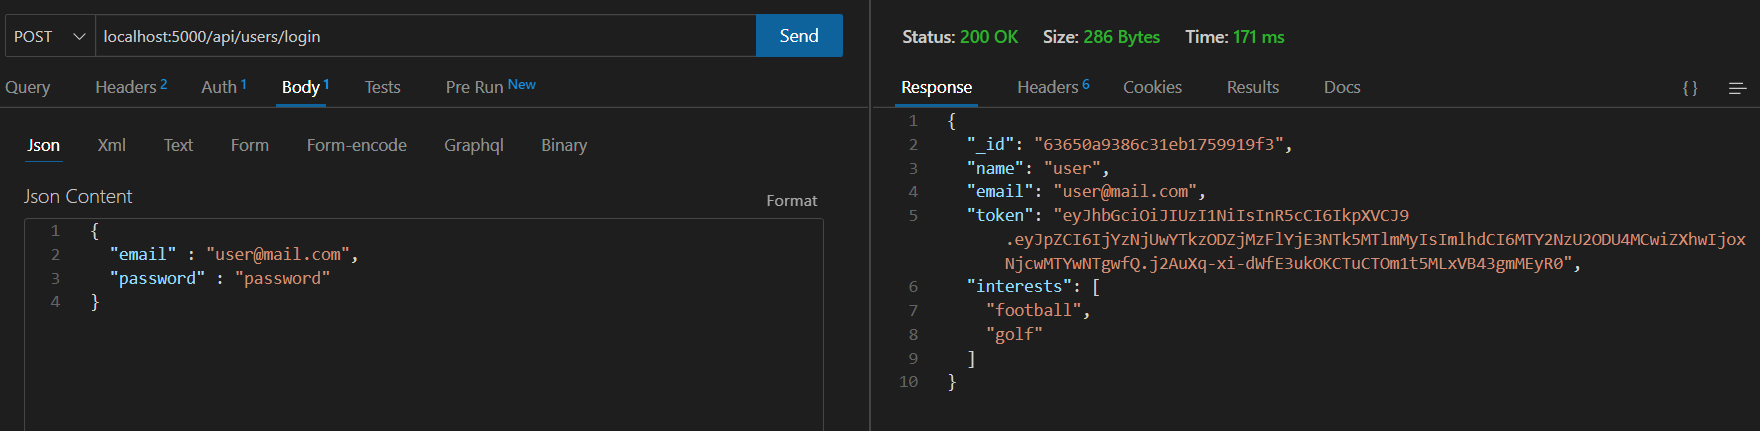 POST localhost:5000/api/users/login Send
Query Headers 2 Auth 1 Body 1 Tests Pre Run New
Json Xml Text Form Form-encode Graphql Binary
Json Content
Format
1 {
2 "email" : "user@mail.com",
3 "password" : "password"
4 }
Status: 200 OK Size: 286 Bytes Time: 171 ms
Response Headers 6 Cookies Results Docs {}
1 {
2 "_id": "63650a9386c31eb1759919f3",
3 "name": "user",
4 "email": "user@mail.com",
5 "token": "eyJhbGciOiJIUzI1NiIsInR5cCI6IkpXVCJ9
.eyJpZCI6IjYzNjUwYTkzODZjMzFlYjE3NTk5MTlmMyIsImlhdCI6MTY2NzU2ODU4MCwiZXhwIjox
NjcwMTYwNTgwfQ.j2AuXq-xi-dWfE3ukOKCTuCTOm1t5MLxVB43gmMEyR0",
6 "interests": [
7 "football",
8 "golf"
9 ]
10 }